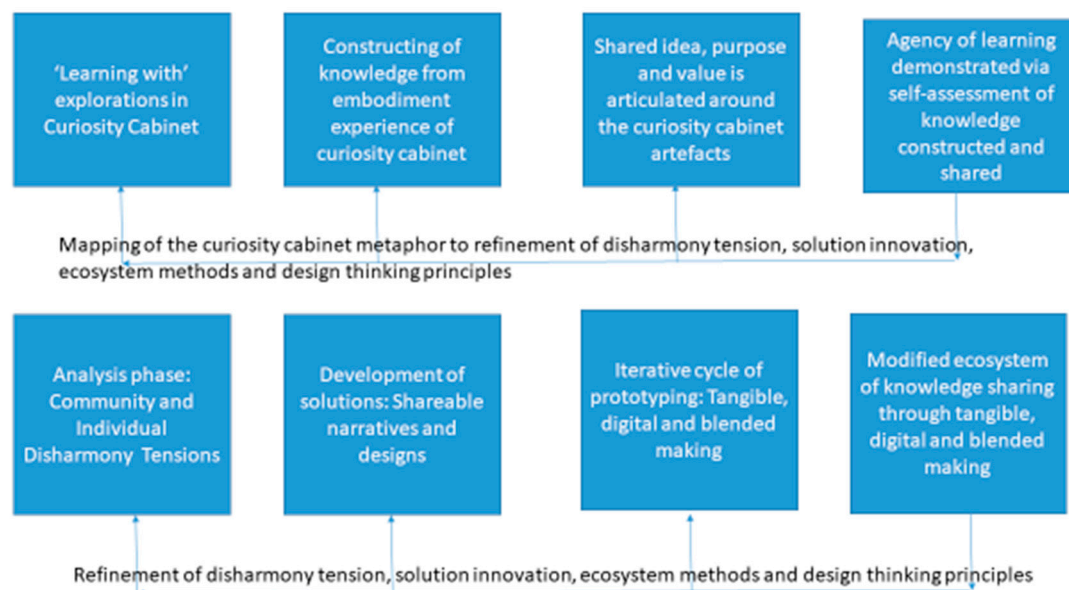 ‘Learning with’
explorations in
Curiosity Cabinet
Constructing of
knowledge from
embodiment
experience of
curiosity cabinet
Shared idea, purpose
and value is
articulated around
the curiosity cabinet
artefacts
Agency of learning
demonstrated via
self-assessment of
knowledge
constructed and
shared
Mapping of the curiosity cabinet metaphor to refinement of disharmony tension, solution innovation,
ecosystem methods and design thinking principles
Analysis phase:
Community and
Individual
Disharmony Tensions
Development of
solutions: Shareable
narratives and
designs
Iterative cycle of
prototyping: Tangible,
digital and blended
making
Modified ecosystem
of knowledge sharing
through tangible,
digital and blended
making
Refinement of disharmony tension, solution innovation, ecosystem methods and design thinking principles